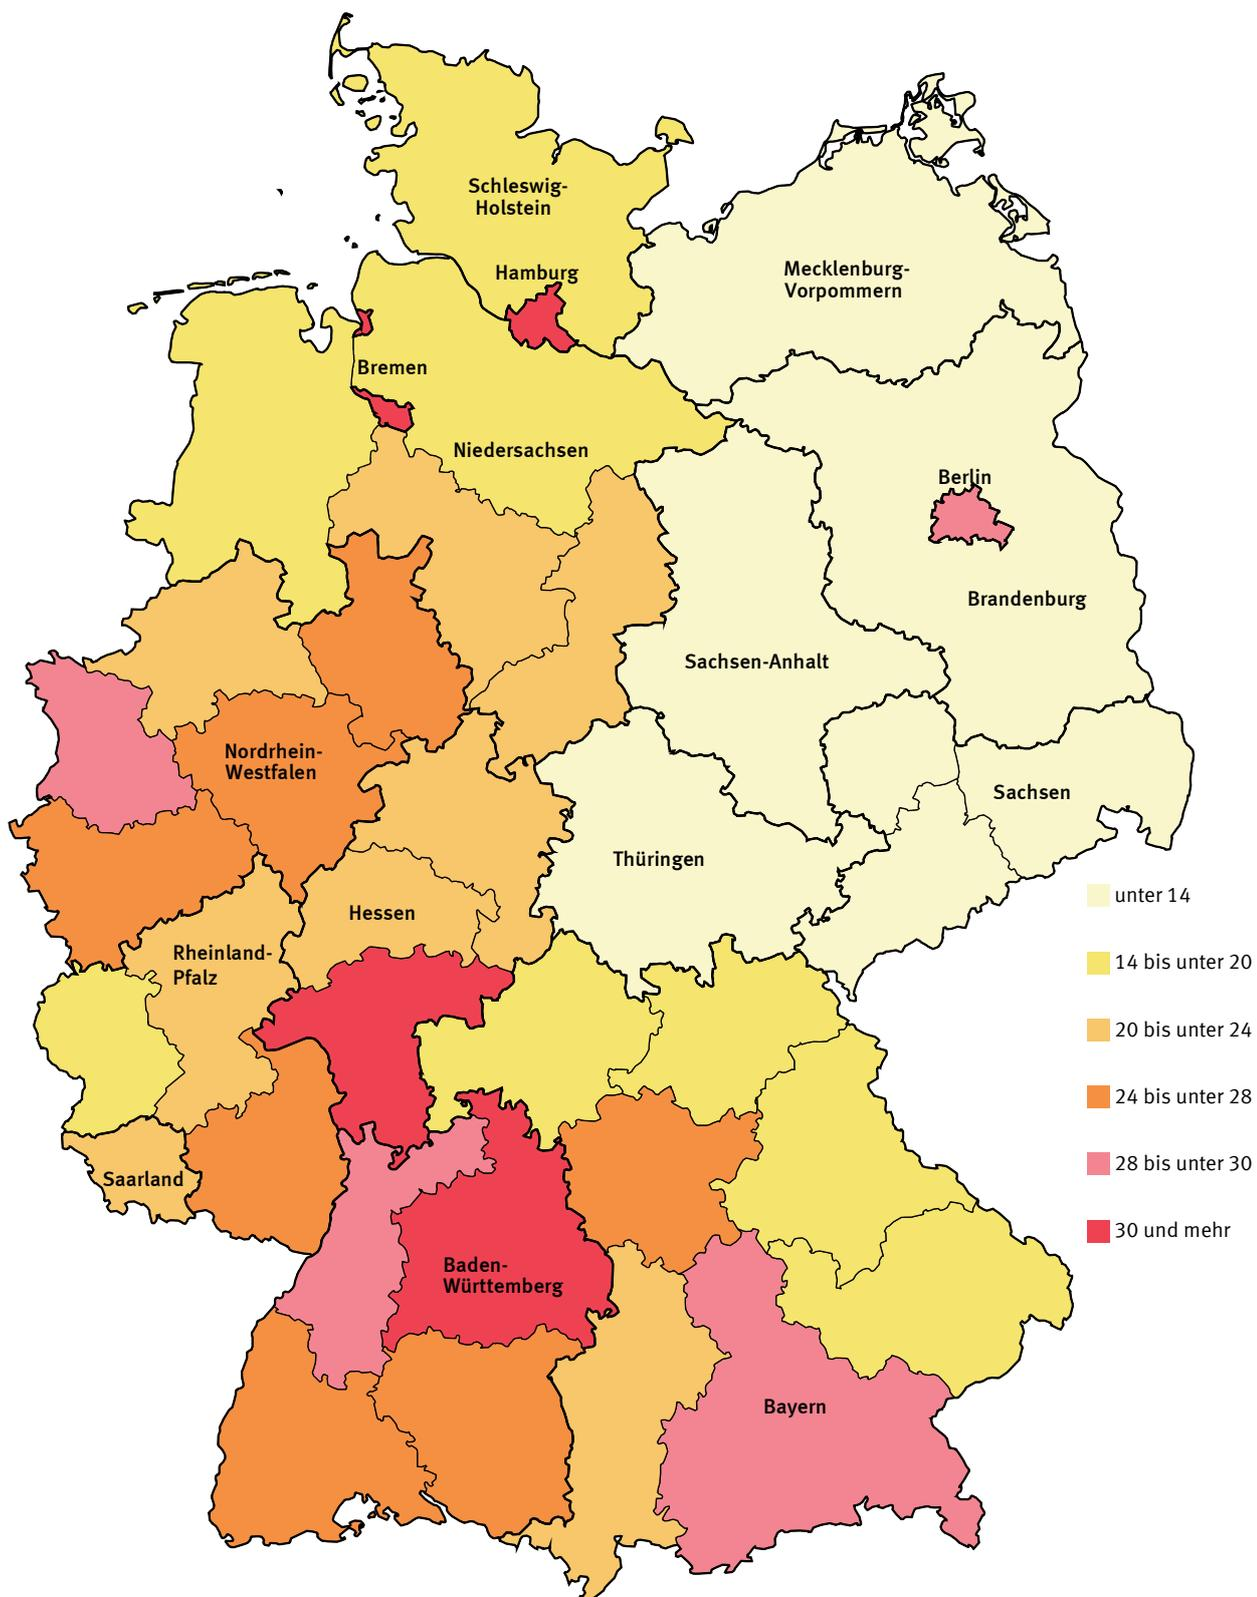 Schleswig-
Holstein
Hamburg
Mecklenburg-
Vorpommern
Bremen
Niedersachsen
Berlin
Brandenburg
Sachsen-Anhalt
Nordrhein-
Westfalen
Sachsen
Thüringen
Hessen
Rheinland-
Pfalz
Saarland
Baden-
Württemberg
Bayern
unter 14
14 bis unter 20
20 bis unter 24
24 bis unter 28
28 bis unter 30
30 und mehr